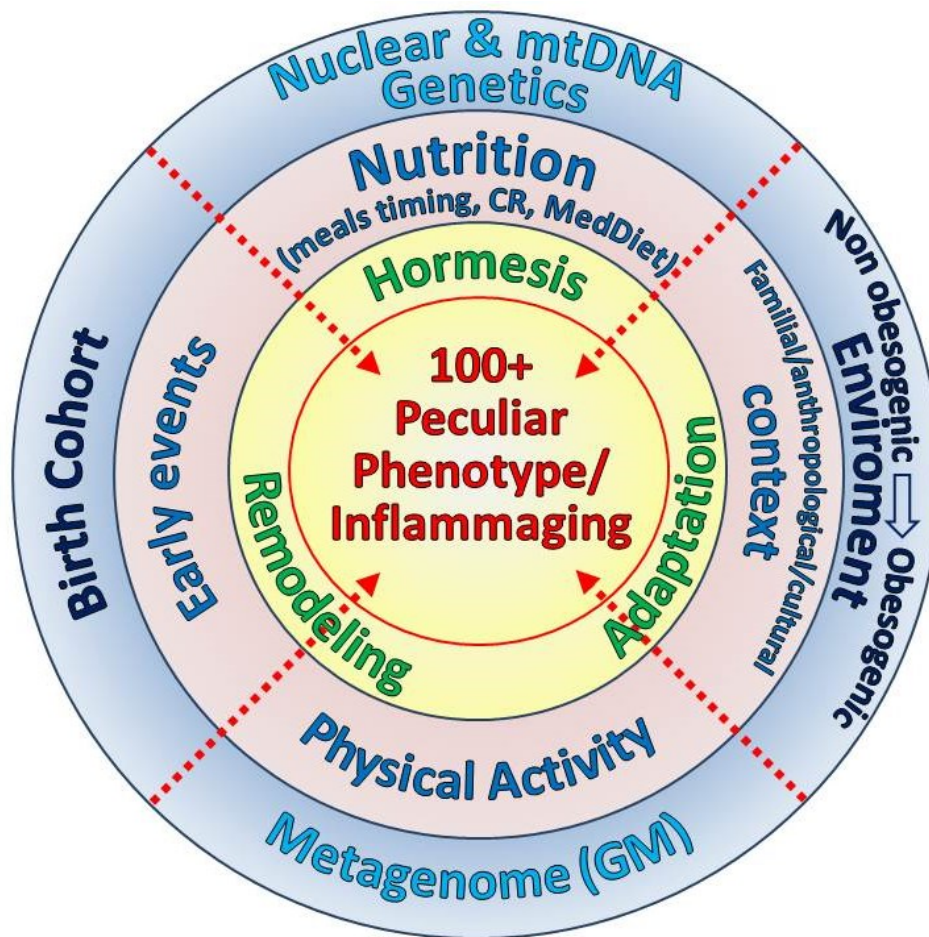 Nuclear & mtDNA
Genetics
Nutrition
(meals timing, CR, MedDiet)
Hormesis
100+
Peculiar
Phenotype/
Inflammaging
Remodeling
Adaptation
Early events
Birth Cohort
Familial/anthropological/cultural
context
Non obesogenic
Obesogenic
Enviroment
Physical Activity
Metagenome (GM)